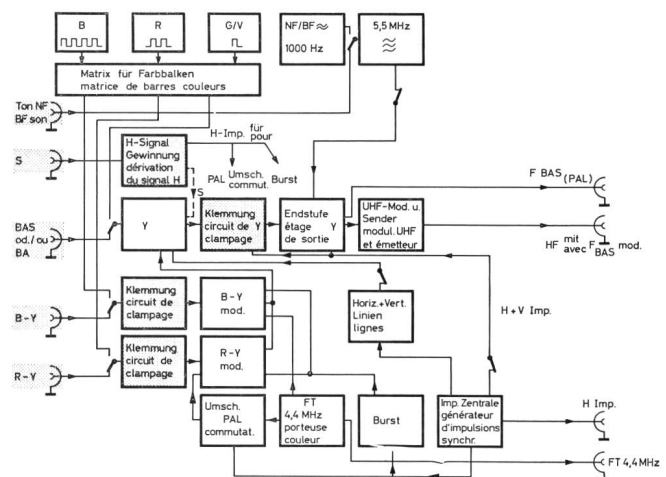 B
R
G/V
NF/BF≈
1000 Hz
5,5 MHz
Matrix für Farbbalken
matrice de barres couleurs
Ton NF
BF son
S
H-Signal
Gewinnung
dérivation
du signal H
H-Imp. für
pour
PAL Umsch. Burst
commut.
S
BAS
od./ou
BA
Y
Klemmung
circuit de Y
clampage
Endstufe
étage Y
de sortie
UHF-Mod. u.
Sender
modul. UHF
et émetteur
F BAS (PAL)
HF mit F
avec BAS mod.
B-Y
Klemmung
circuit de
clampage
B-Y
mod.
Horiz.+Vert.
Linien
lignes
H+V Imp.
R-Y
Klemmung
circuit de
clampage
R-Y
mod.
Umsch.
PAL
commutat.
FT
4,4 MHz
porteuse
couleur
Burst
Imp. Zentrale
générateur
d'impulsions
synchr.
H Imp.
FT 4,4MHz